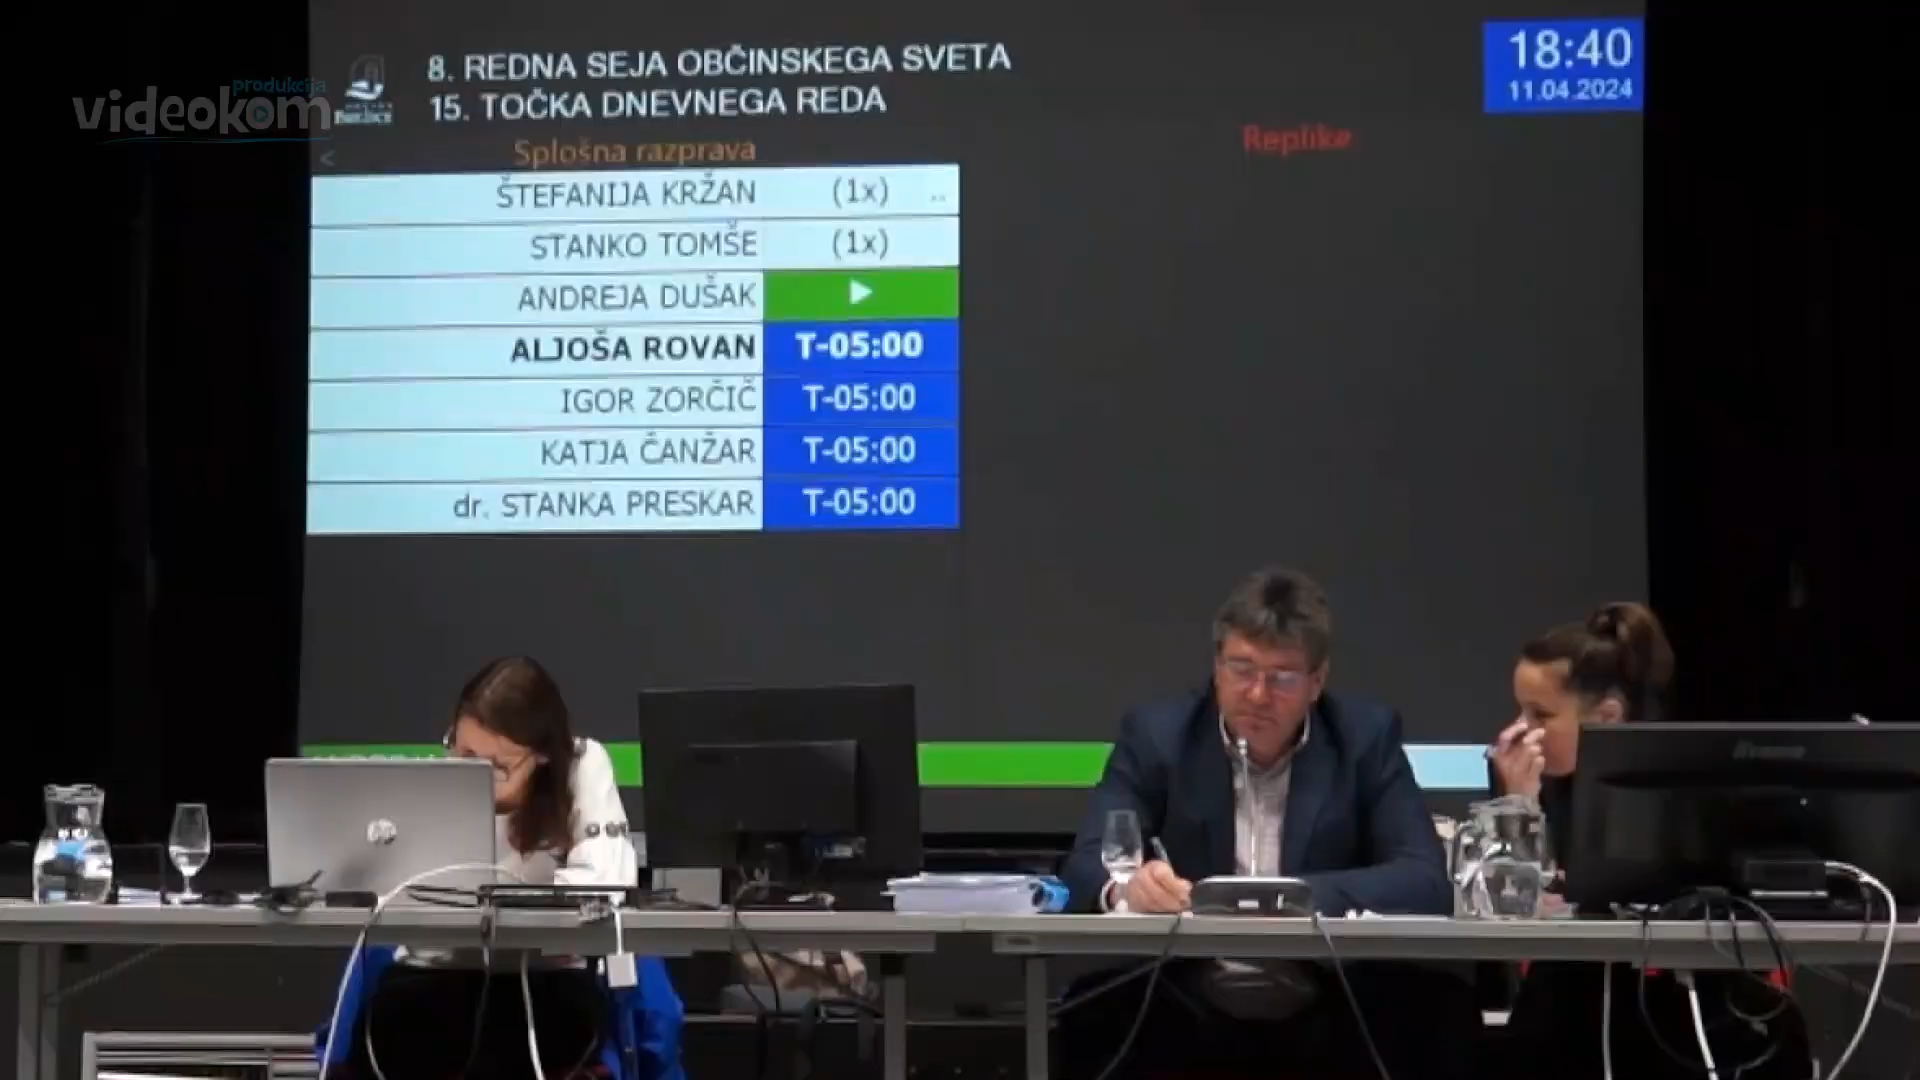 8. REDNA SEJA OBČINSKEGA SVETA
15. TOČKA DNEVNEGA REDA
18:40
11.04.2024
produkcija
videokom
<
Splošna razprava
Replike
ŠTEFANIJA KRŽAN (1x) ..
STANKO TOMŠE (1x)
ANDREJA DUŠAK
ALJOŠA ROVAN T-05:00
IGOR ZORČIČ T-05:00
KATJA ČANŽAR T-05:00
dr. STANKA PRESKAR T-05:00
hp